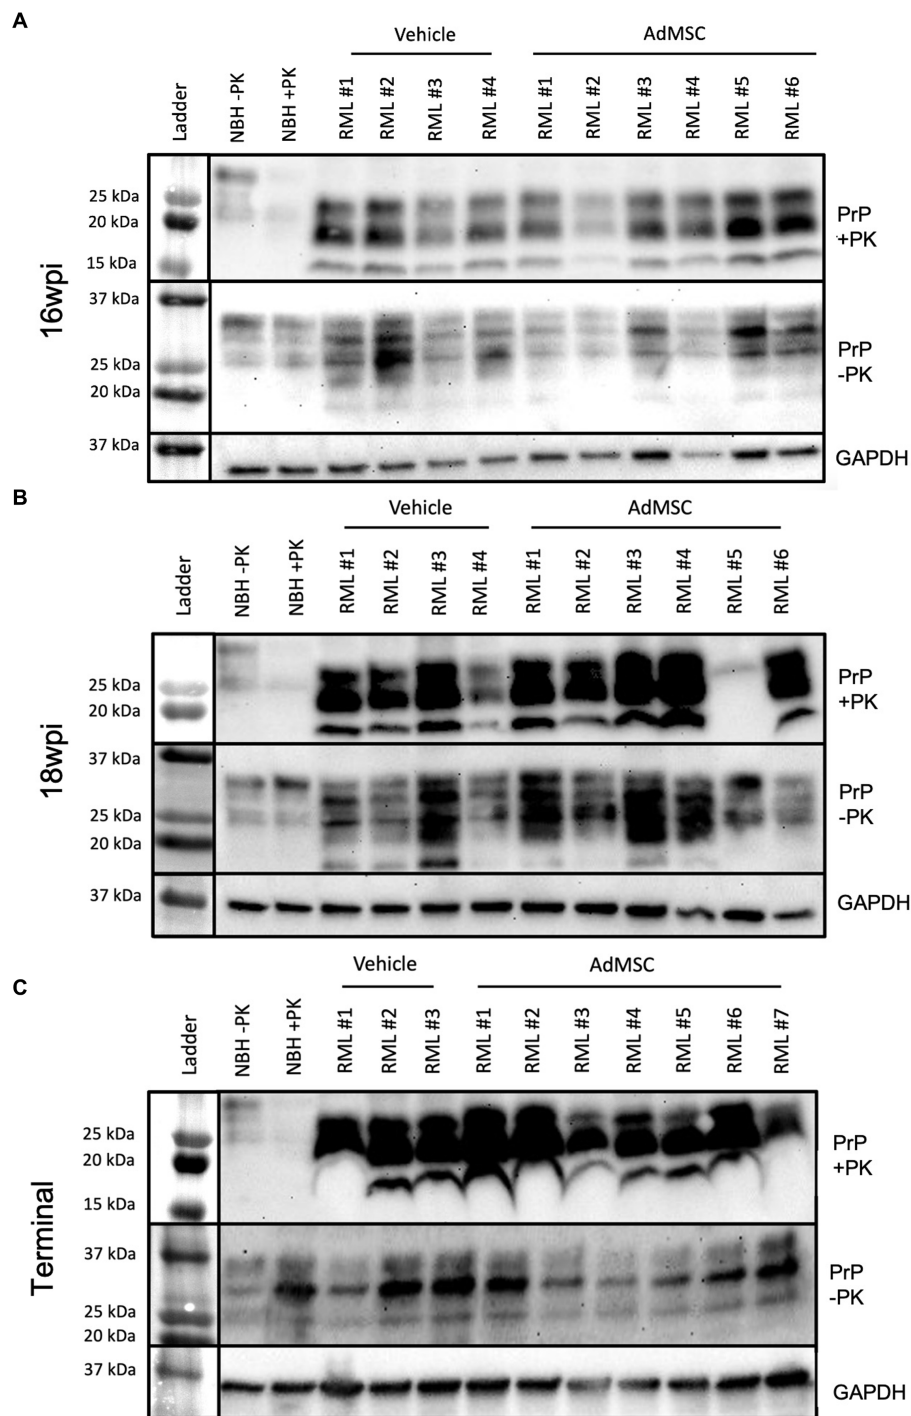 A
Vehicle AdMSC
Ladder NBH -PK NBH +PK RML #1 RML #2 RML #3 RML #4 RML #1 RML #2 RML #3 RML #4 RML #5 RML #6
16wpi
25 kDa
20 kDa
15 kDa
PrP
+PK
37 kDa
25 kDa
20 kDa
PrP
-PK
37 kDa
GAPDH
B
Vehicle AdMSC
Ladder NBH -PK NBH +PK RML #1 RML #2 RML #3 RML #4 RML #1 RML #2 RML #3 RML #4 RML #5 RML #6
18wpi
25 kDa
20 kDa
PrP
+PK
37 kDa
25 kDa
20 kDa
PrP
-PK
37 kDa
GAPDH
C
Vehicle AdMSC
Ladder NBH -PK NBH +PK RML #1 RML #2 RML #3 RML #1 RML #2 RML #3 RML #4 RML #5 RML #6 RML #7
Terminal
25 kDa
20 kDa
15 kDa
PrP
+PK
37 kDa
25 kDa
20 kDa
PrP
-PK
37 kDa
GAPDH